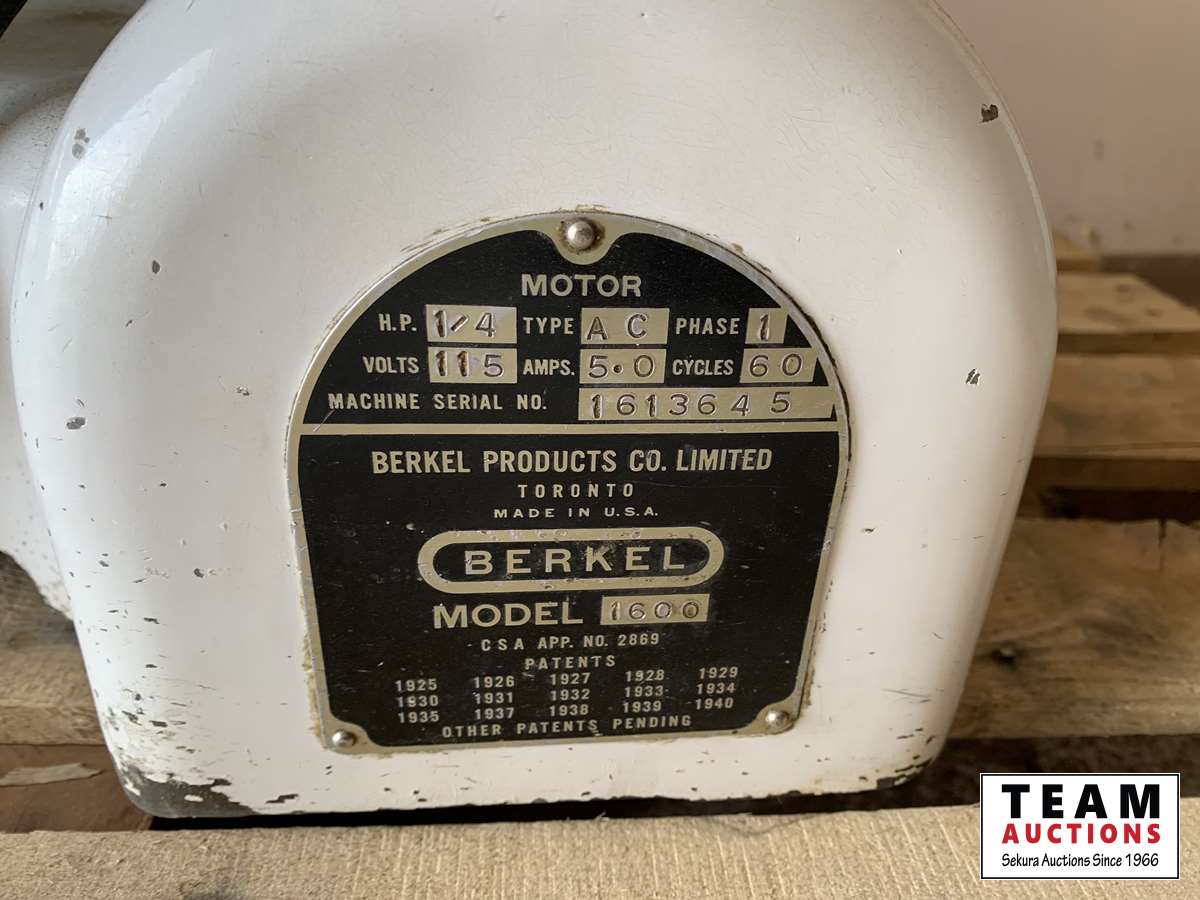 MOTOR
H.P. 1/4 TYPE AC PHASE 1
VOLTS 115 AMPS. 5.0 CYCLES 60
MACHINE SERIAL NO. 1613645
BERKEL PRODUCTS CO. LIMITED
TORONTO
MADE IN U.S.A.
BERKEL
MODEL 1600
CSA APP. NO. 2869
PATENTS
1925 1926 1927 1928 1929
1930 1931 1932 1933 1934
1935 1937 1938 1939 1940
OTHER PATENTS PENDING
TEAM
AUCTIONS
Sekura Auctions Since 1966